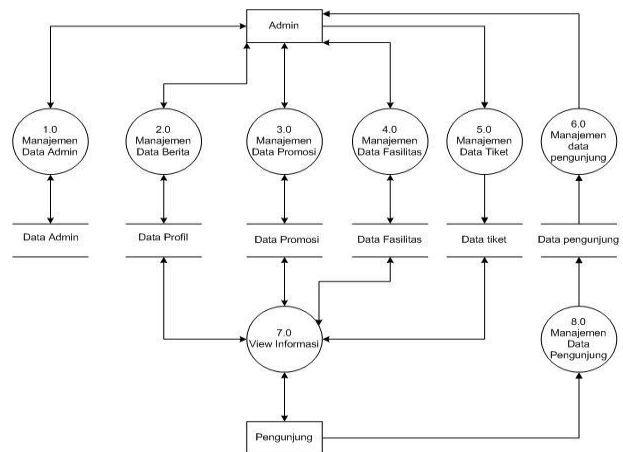 Admin
1.0
Manajemen
Data Admin
2.0
Manajemen
Data Berita
3.0
Manajemen
Data Promosi
4.0
Manajemen
Data Fasilitas
5.0
Manajemen
Data Tiket
6.0
Manajemen
data
pengunjung
Data Admin
Data Profil
Data Promosi
Data Fasilitas
Data tiket
Data pengunjung
7.0
View Informasi
8.0
Manajemen
Data
Pengunjung
Pengunjung